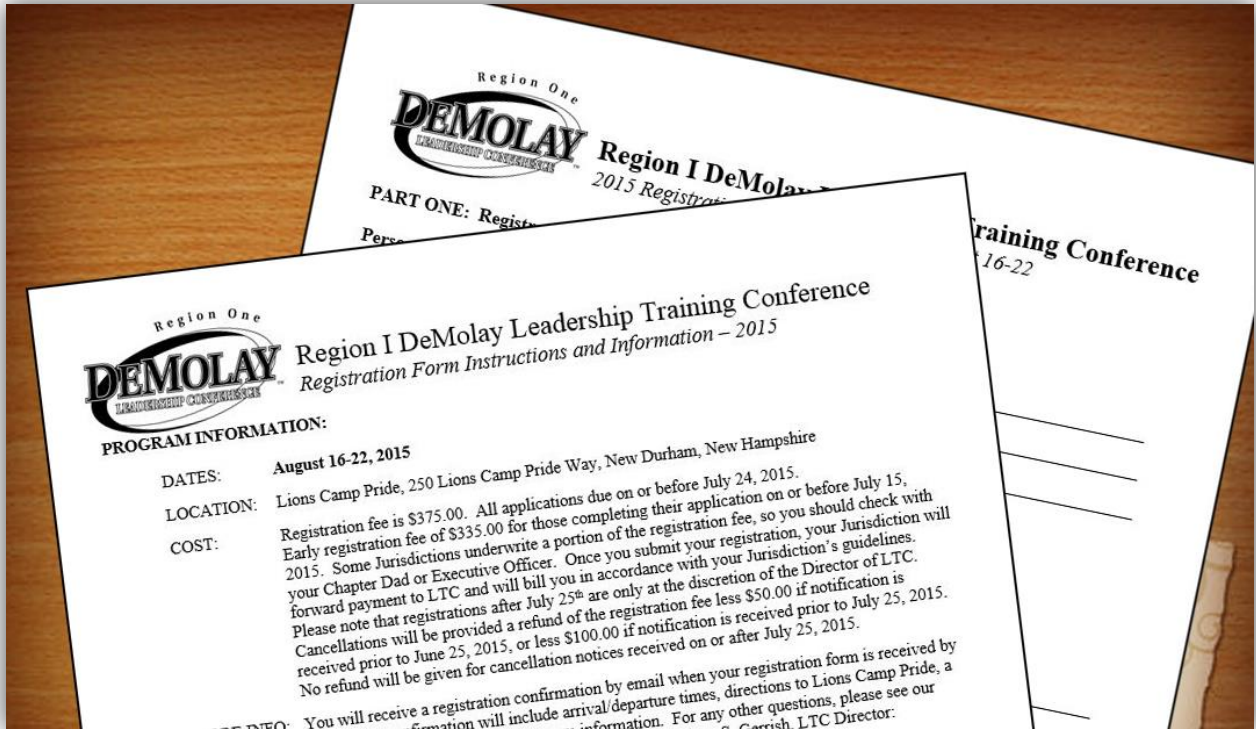 Region One
DEMOLAY
LEADERSHIP CONFERENCE
Region I DeMolay
Training Conference
2015
16-22
PART ONE:
Region One
DEMOLAY
LEADERSHIP CONFERENCE
Region I DeMolay Leadership Training Conference
Registration Form Instructions and Information – 2015
PROGRAM INFORMATION:
DATES: August 16-22, 2015
LOCATION: Lions Camp Pride, 250 Lions Camp Pride Way, New Durham, New Hampshire
COST: Registration fee is $375.00. All applications due on or before July 24, 2015.
Early registration fee of $335.00 for those completing their application on or before July 15,
2015. Some Jurisdictions underwrite a portion of the registration fee, so you should check with
your Chapter Dad or Executive Officer. Once you submit your registration, your Jurisdiction will
forward payment to LTC and will bill you in accordance with your Jurisdiction's guidelines.
Please note that registrations after July 25th are only at the discretion of the Director of LTC.
Cancellations will be provided a refund of the registration fee less $50.00 if notification is
received prior to June 25, 2015, or less $100.00 if notification is received prior to July 25, 2015.
No refund will be given for cancellation notices received on or after July 25, 2015.
INFO: You will receive a registration confirmation by email when your registration form is received by
will include arrival/departure times, directions to Lions Camp Pride, a
information. For any other questions, please see our
S. Gerrish, LTC Director: